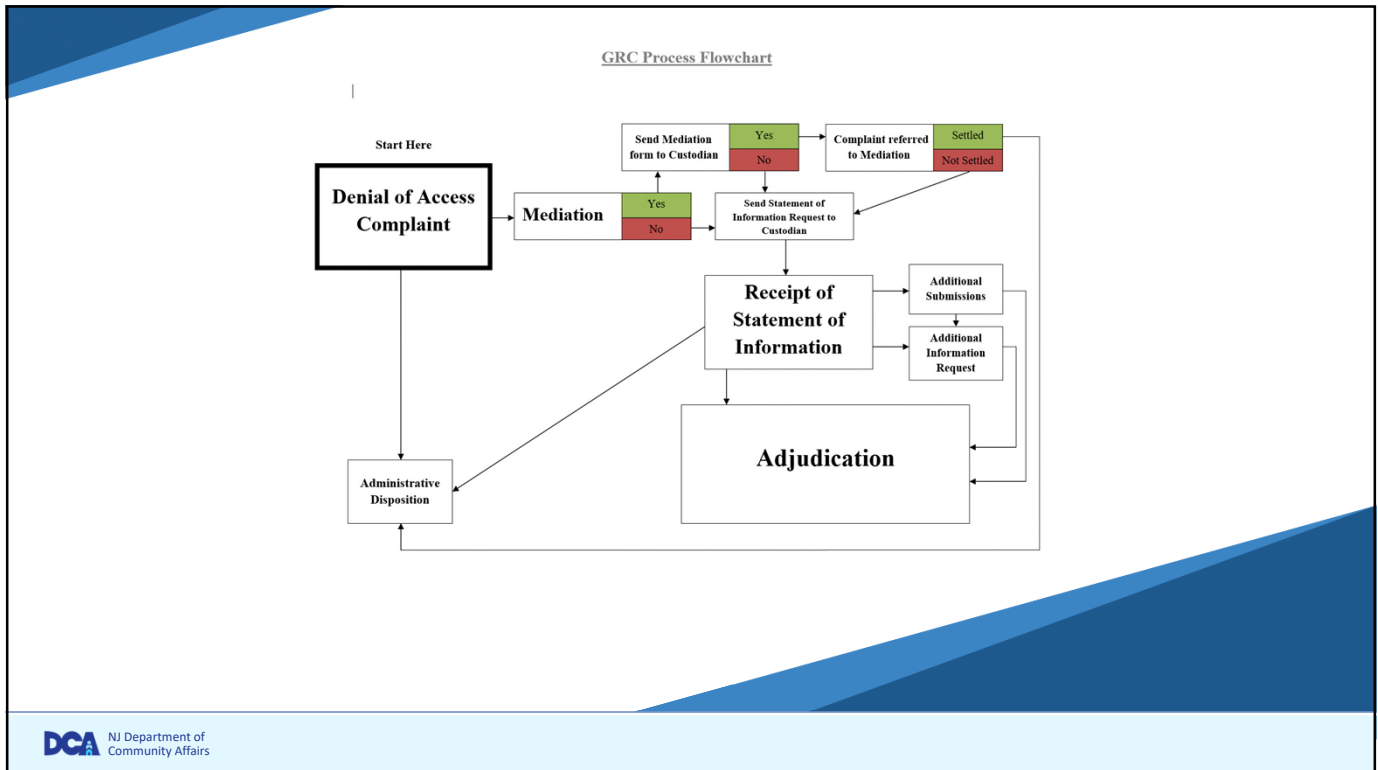 GRC Process Flowchart
Start Here
Denial of Access
Complaint
Mediation
Yes
No
Send Mediation
form to Custodian
Yes
No
Complaint referred
to Mediation
Settled
Not Settled
Send Statement of
Information Request to
Custodian
Receipt of
Statement of
Information
Additional
Submissions
Additional
Information
Request
Adjudication
Administrative
Disposition
DCA
NJ Department of
Community Affairs